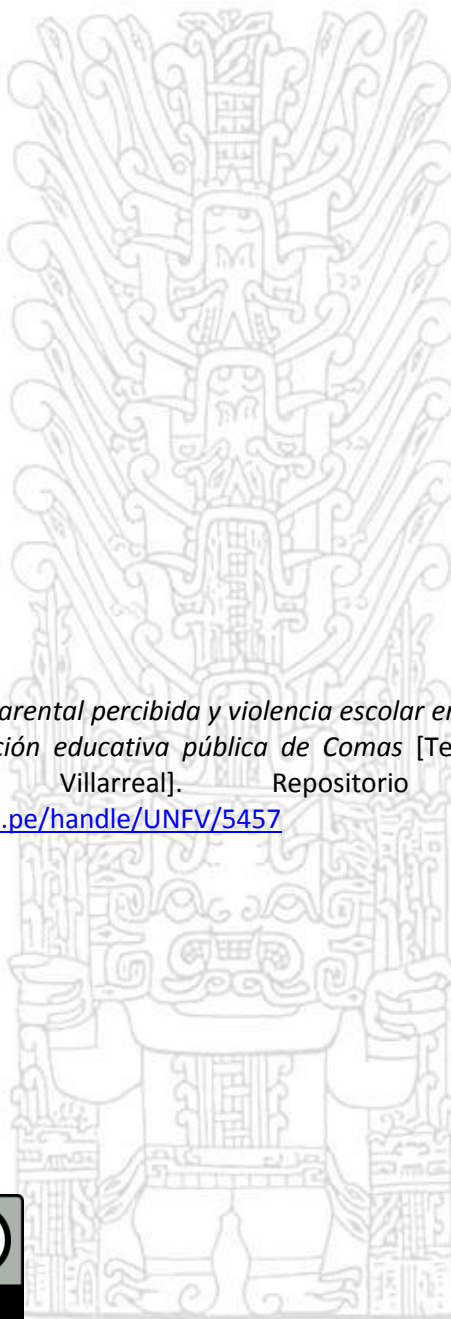 arental percibida y violencia escolar en
ción educativa pública de Comas [Te
Villarreal]. Repositorio
.pe/handle/UNFV/5457